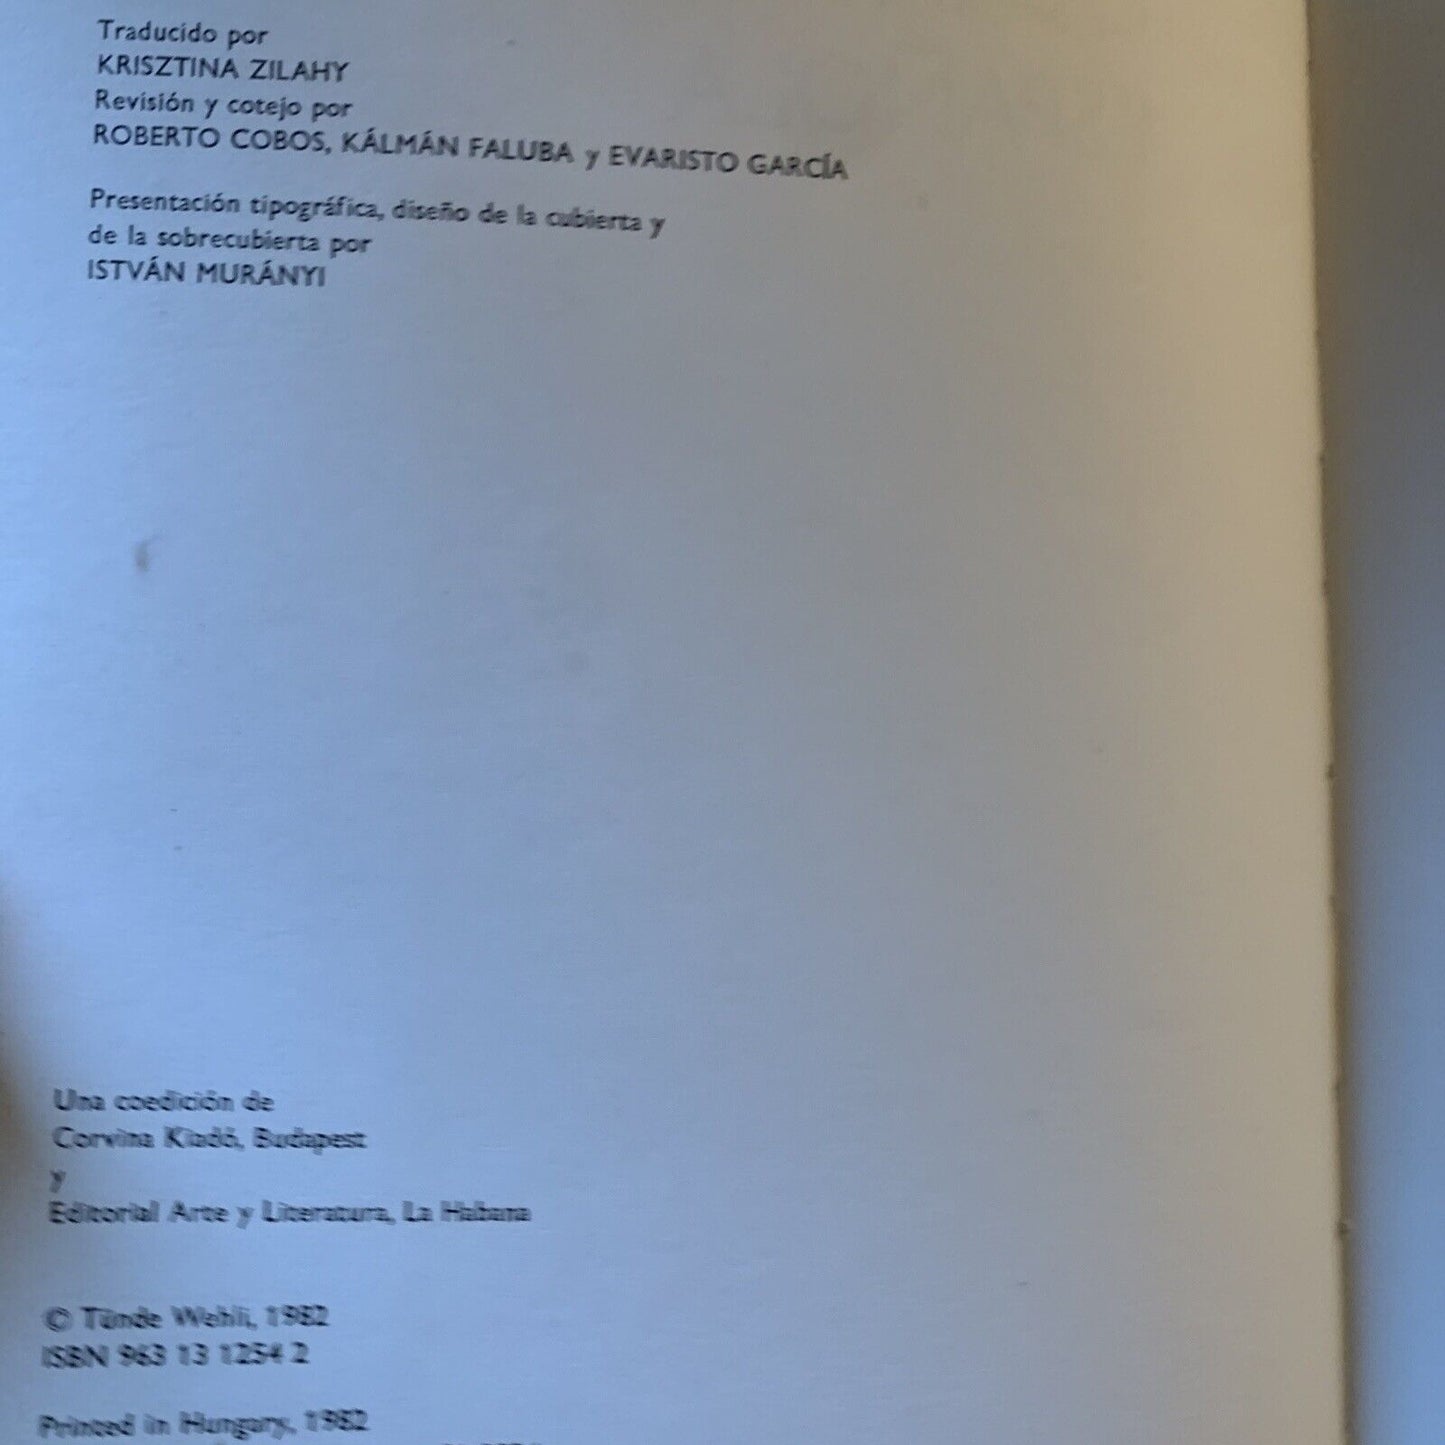 Traducido por
KRISZTINA ZILAHY
Revisión y cotejo por
ROBERTO COBOS, KÁLMÁN FALUBA y EVARISTO GARCÍA
Presentación tipográfica, diseño de la cubierta y
de la sobrecubierta por
ISTVÁN MURÁNYI
Una coedición de
Corvina Kiadó, Budapest
y
Editorial Arte y Literatura, La Habana
© Tünde Wehli, 1982
ISBN 963 13 1254 2
Printed in Hungary, 1982